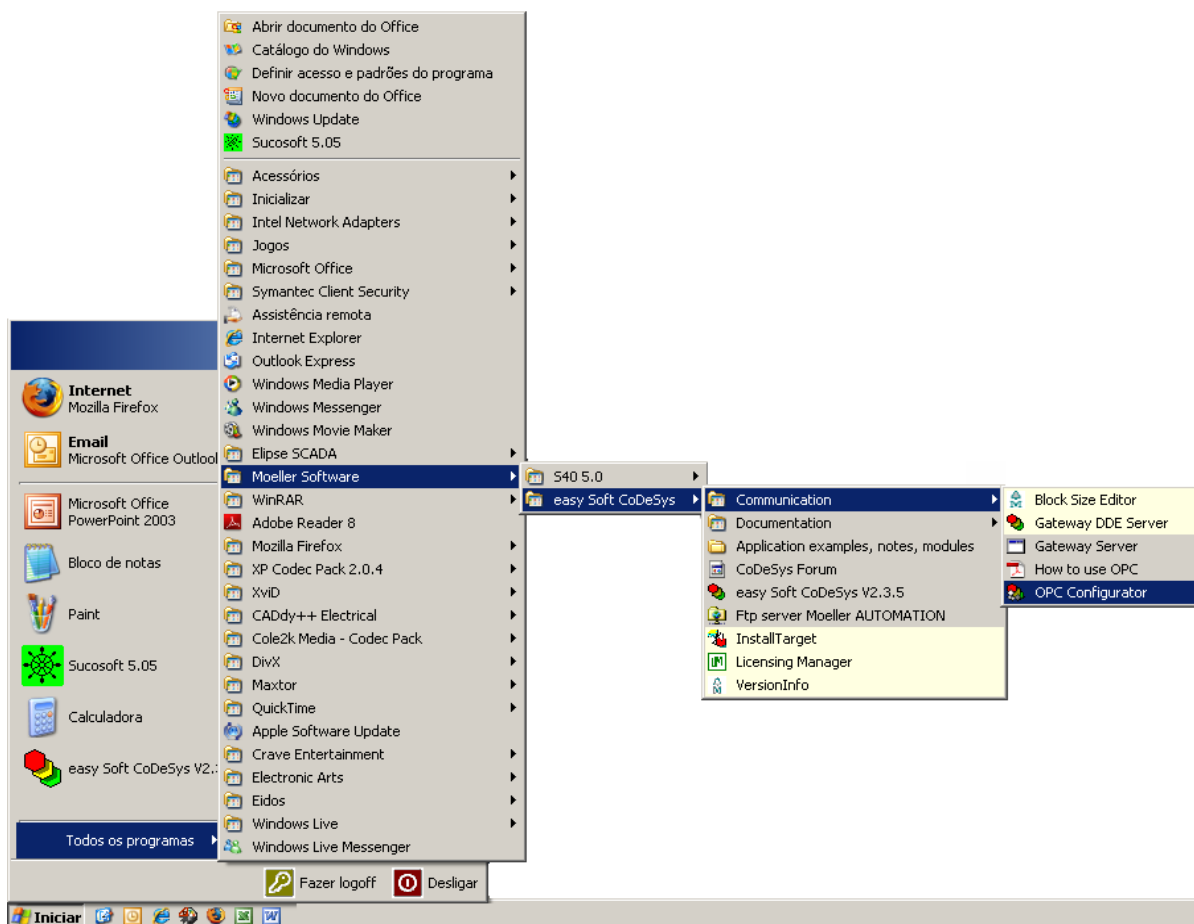 Abrir documento do Office
Catálogo do Windows
Definir acesso e padrões do programa
Novo documento do Office
Windows Update
Sucosoft 5.05
Acessórios
Inicializar
Intel Network Adapters
Jogos
Microsoft Office
Symantec Client Security
Assistência remota
Internet Explorer
Outlook Express
Windows Media Player
Windows Messenger
Windows Movie Maker
Elipse SCADA
Moeller Software
WinRAR
Adobe Reader 8
Mozilla Firefox
XP Codec Pack 2.0.4
XviD
CADdy++ Electrical
Cole2k Media - Codec Pack
DivX
Maxtor
QuickTime
Apple Software Update
Crave Entertainment
Electronic Arts
Eidos
Windows Live
Windows Live Messenger
Internet
Mozilla Firefox
Email
Microsoft Office Outlool
Microsoft Office
PowerPoint 2003
Bloco de notas
Paint
Sucosoft 5.05
Calculadora
easy Soft CoDeSys V2.
Todos os programas
S40 5.0
easy Soft CoDeSys
Communication
Documentation
Application examples, notes, modules
CoDeSys Forum
easy Soft CoDeSys V2.3.5
Ftp server Moeller AUTOMATION
InstallTarget
Licensing Manager
VersionInfo
Block Size Editor
Gateway DDE Server
Gateway Server
How to use OPC
OPC Configurator
Fazer logoff
Desligar
Iniciar